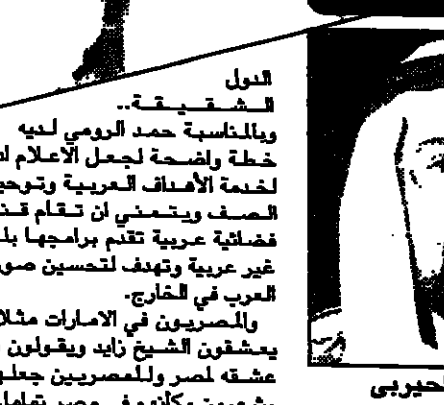 الدول
الشقيقة..
وبالمناسبة حمد الرومي لديه
خطة واضحة لجعل الاعلام
لخدمة الأهداف العربية وتوحيد
الصف ويتمنى ان تقام
فضائية عربية تقدم برامجها
غير عربية وتهدف لتحسين
العرب في الخارج.
والمصريون في الامارات مثلا
يعشقون الشيخ زايد ويقولون
عشقه لمصر وللمصريين